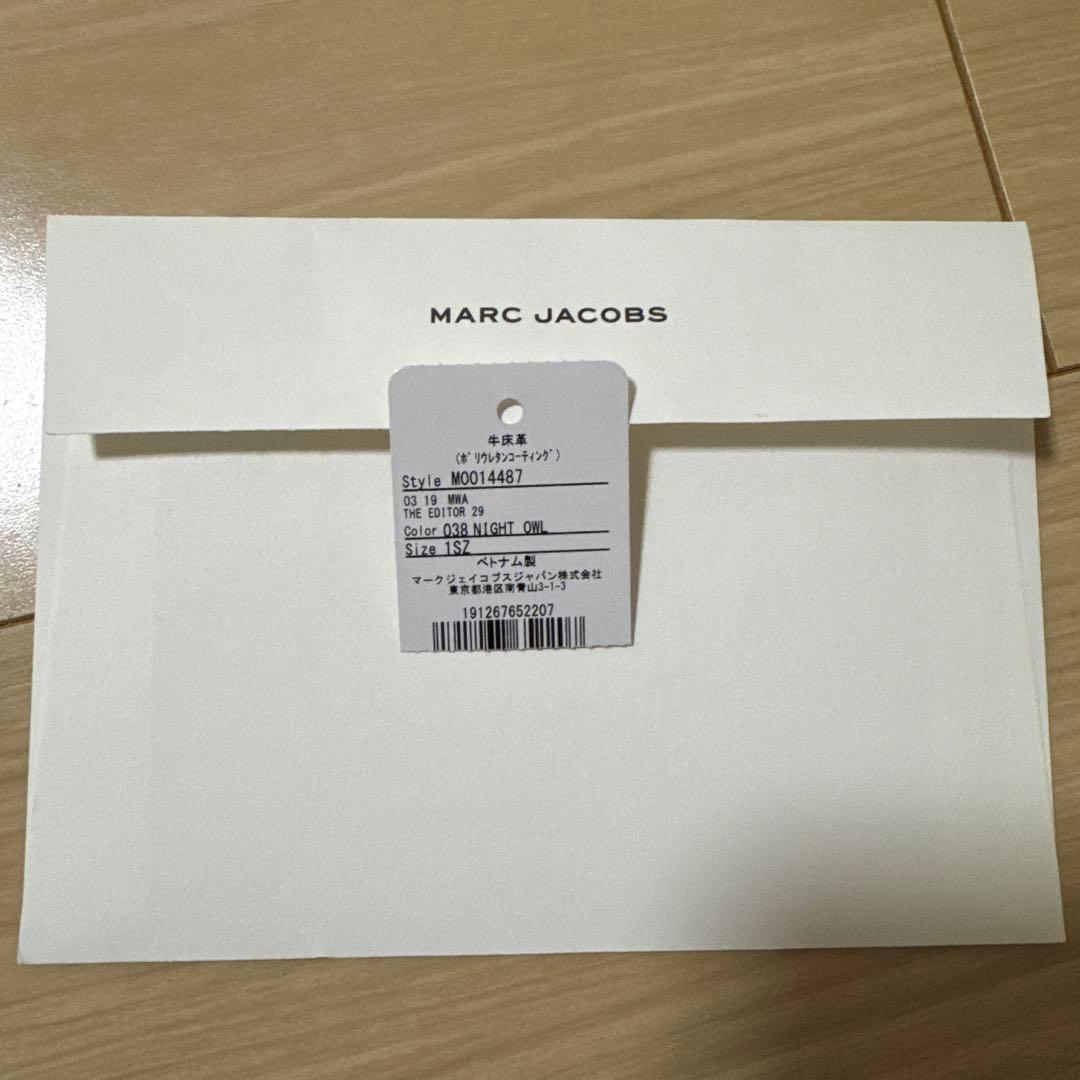 MARC JACOBS
牛床革
(ﾎﾟﾘｳﾚﾀﾝｺｰﾃｨﾝｸﾞ)
Style M0014487
03 19 MWA
THE EDITOR 29
Color 038 NIGHT OWL
Size 1SZ
ベトナム製
マークジェイコブスジャパン株式会社
東京都港区南青山3-1-3
191267652207